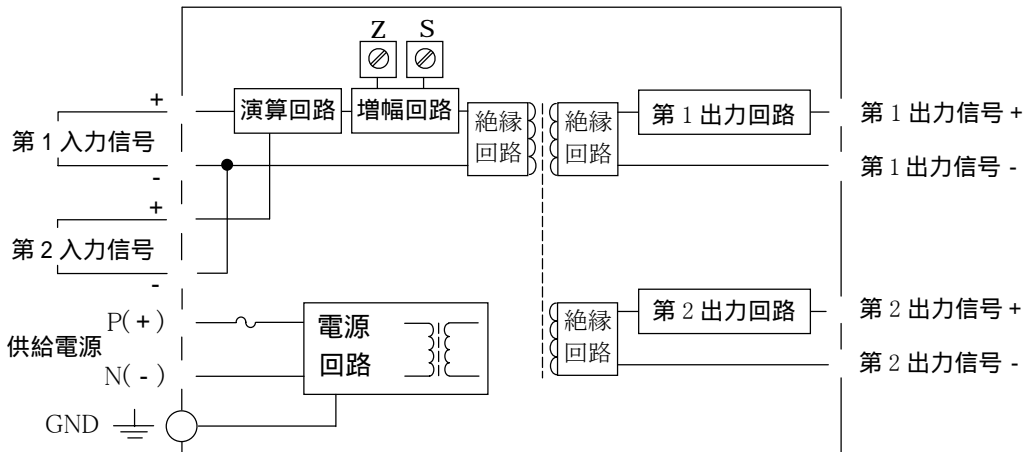 Z S
+
演算回路 増幅回路 絶縁回路 絶縁回路 第1出力回路 第1出力信号+
第1入力信号
- 第1出力信号 -
+
第2入力信号
-
P(+) 電源回路 絶縁回路 第2出力回路 第2出力信号+
供給電源
N(-) 第2出力信号 -
GND